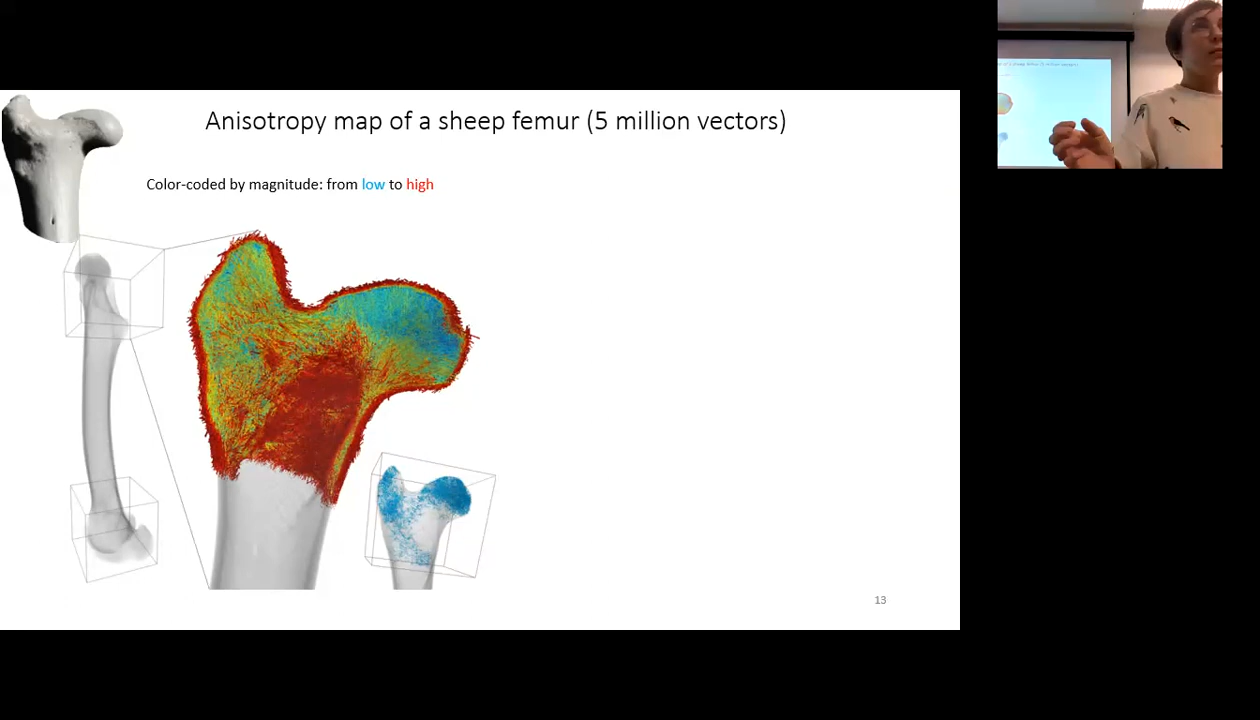 Anisotropy map of a sheep femur (5 million vectors)
Color-coded by magnitude: from low to high
13